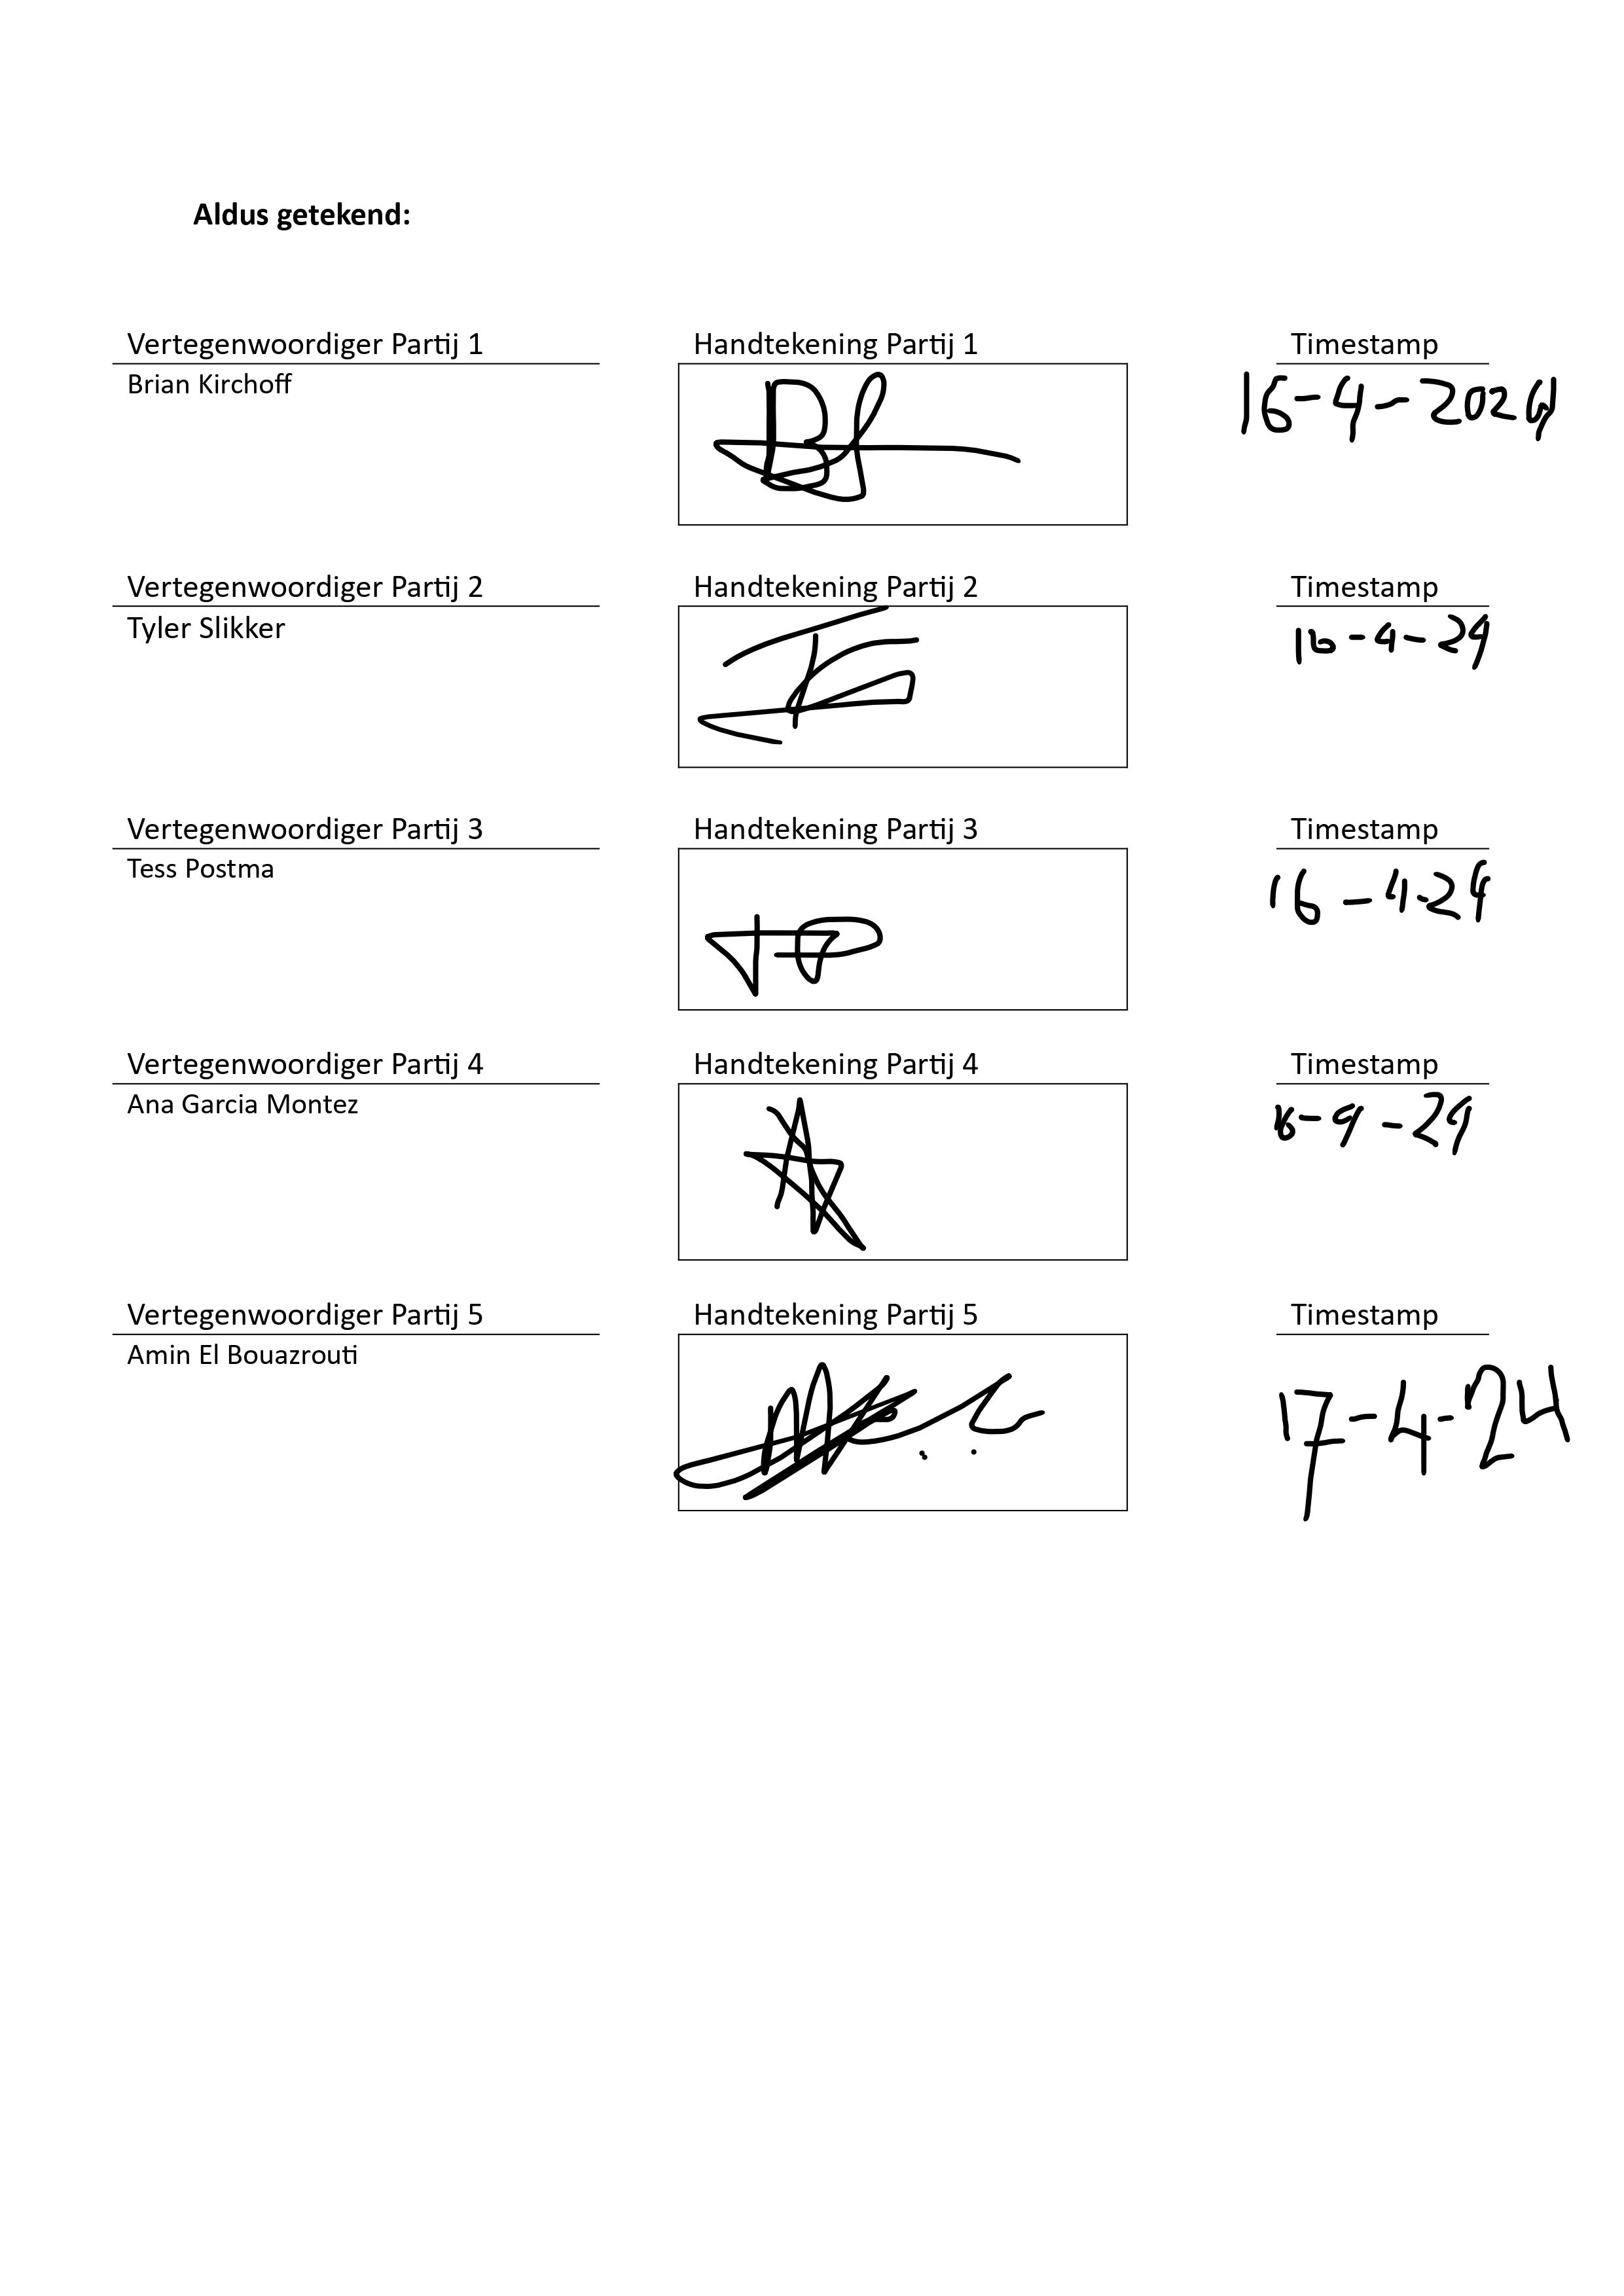 Aldus getekend:
Vertegenwoordiger Partij 1 Handtekening Partij 1 Timestamp
Brian Kirchoff 16-4-2024
Vertegenwoordiger Partij 2 Handtekening Partij 2 Timestamp
Tyler Slikker 16-4-24
Vertegenwoordiger Partij 3 Handtekening Partij 3 Timestamp
Tess Postma 16-4-24
Vertegenwoordiger Partij 4 Handtekening Partij 4 Timestamp
Ana Garcia Montez 16-4-24
Vertegenwoordiger Partij 5 Handtekening Partij 5 Timestamp
Amin El Bouazrouti 17-4-24